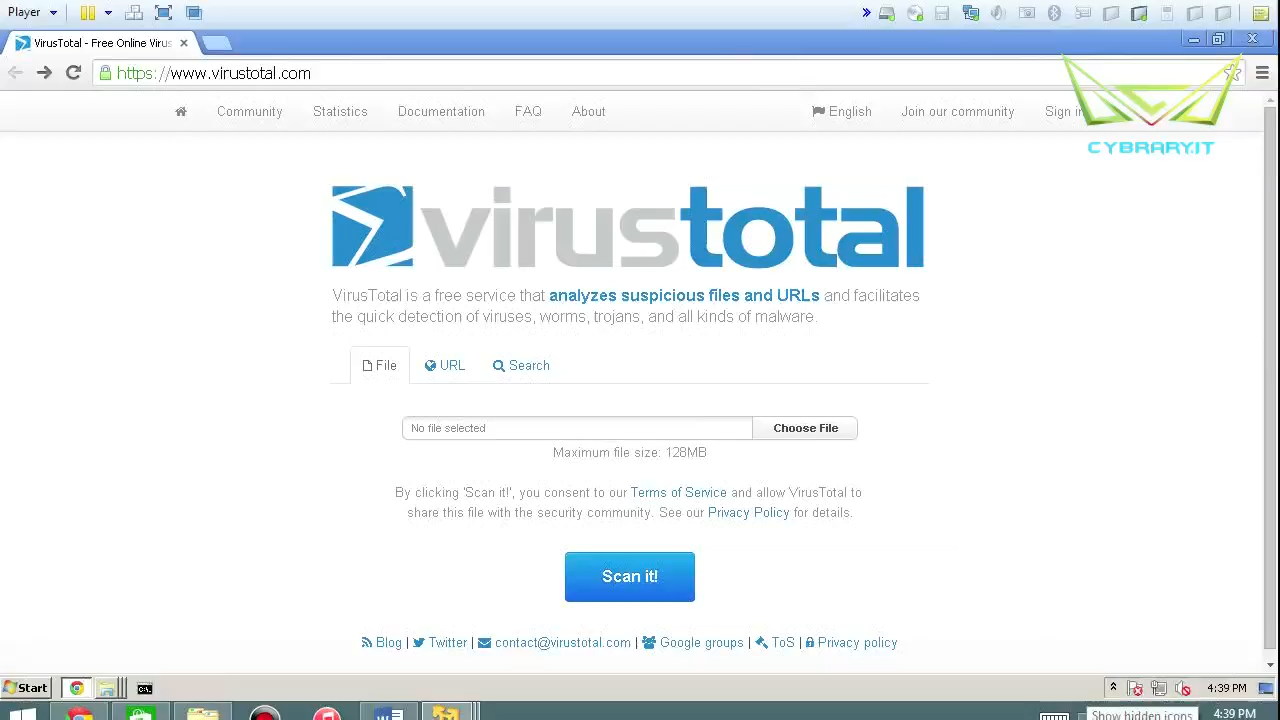 Player
VirusTotal - Free Online Virus
https://www.virustotal.com
Community Statistics Documentation FAQ About English Join our community Sign in
CYBRARY.IT
virustotal
VirusTotal is a free service that analyzes suspicious files and URLs and facilitates
the quick detection of viruses, worms, trojans, and all kinds of malware.
File URL Search
No file selected Choose File
Maximum file size: 128MB
By clicking 'Scan it!', you consent to our Terms of Service and allow VirusTotal to
share this file with the security community. See our Privacy Policy for details.
Scan it!
Blog | Twitter | contact@virustotal.com | Google groups | ToS | Privacy policy
Start 4:39 PM
Show hidden icons 4:39 PM